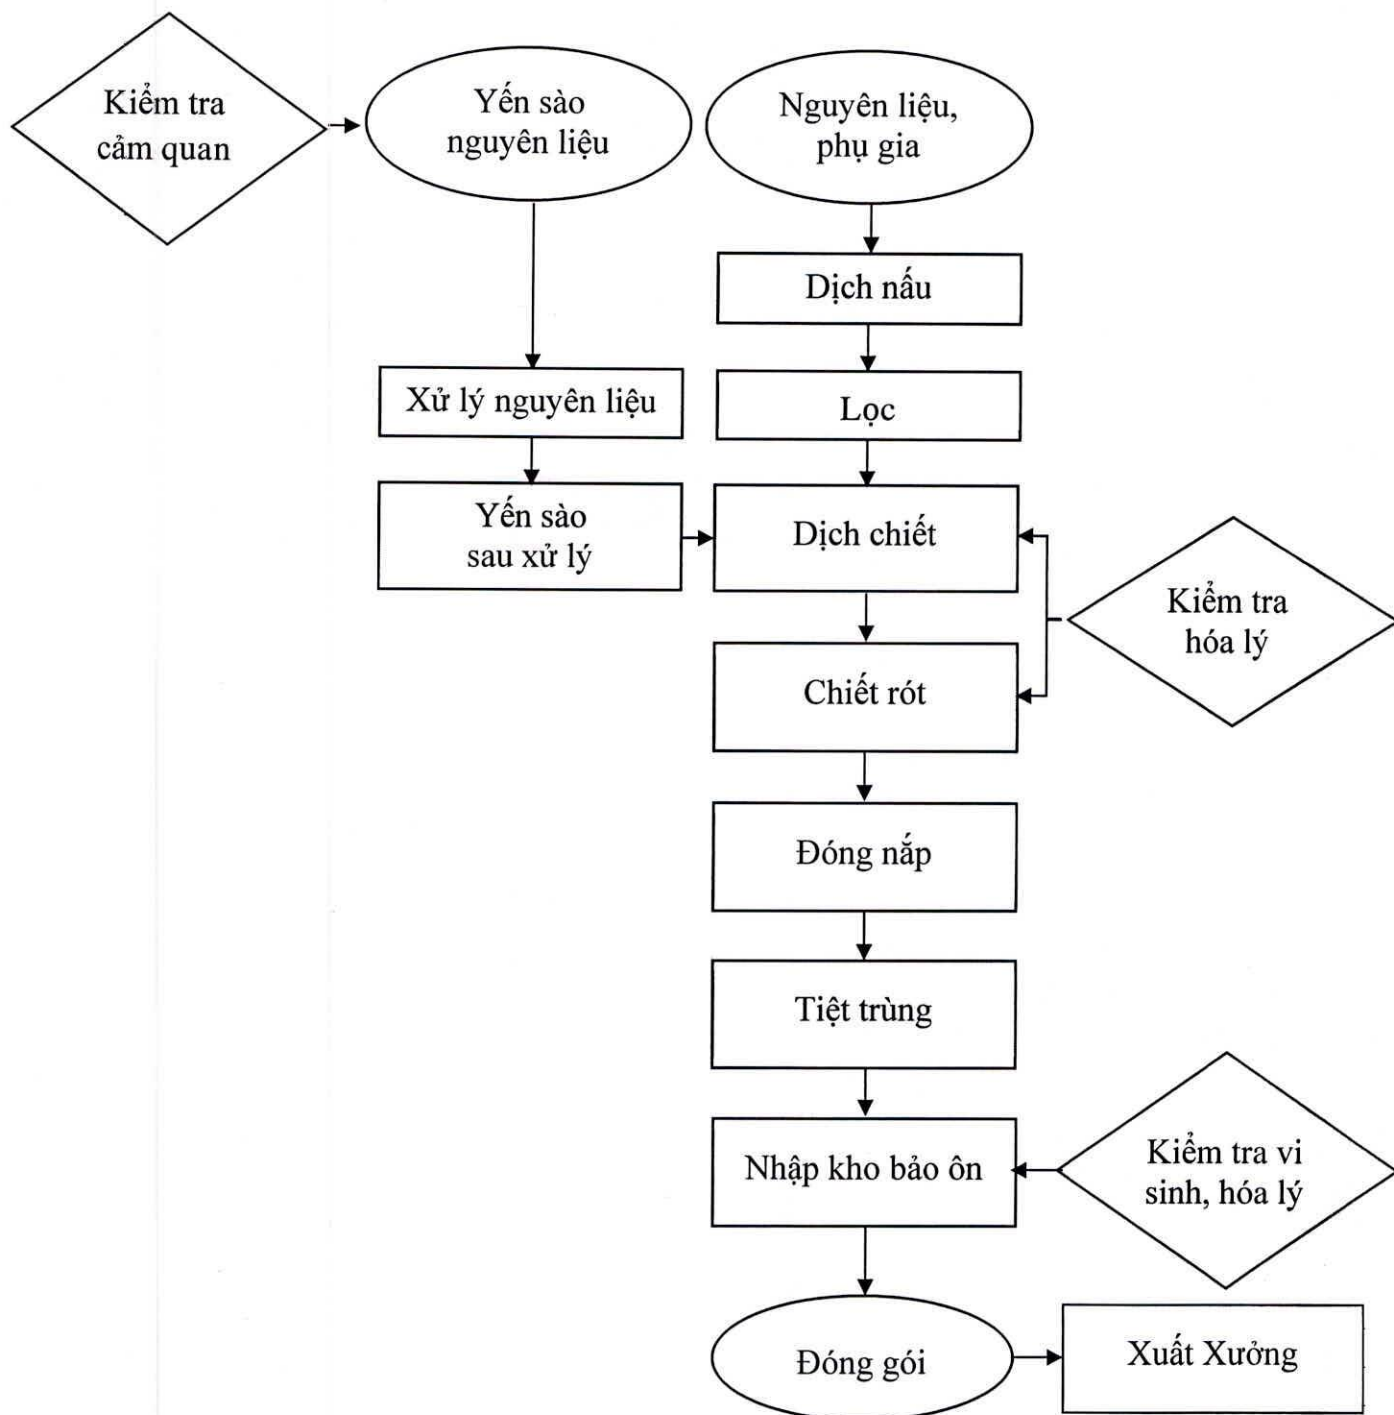 Kiểm tra
cảm quan
Yến sào
nguyên liệu
Nguyên liệu,
phụ gia
Dịch nấu
Xử lý nguyên liệu
Lọc
Yến sào
sau xử lý
Dịch chiết
Kiểm tra
hóa lý
Chiết rót
Đóng nắp
Tiệt trùng
Nhập kho bảo ôn
Kiểm tra vi
sinh, hóa lý
Đóng gói
Xuất Xưởng